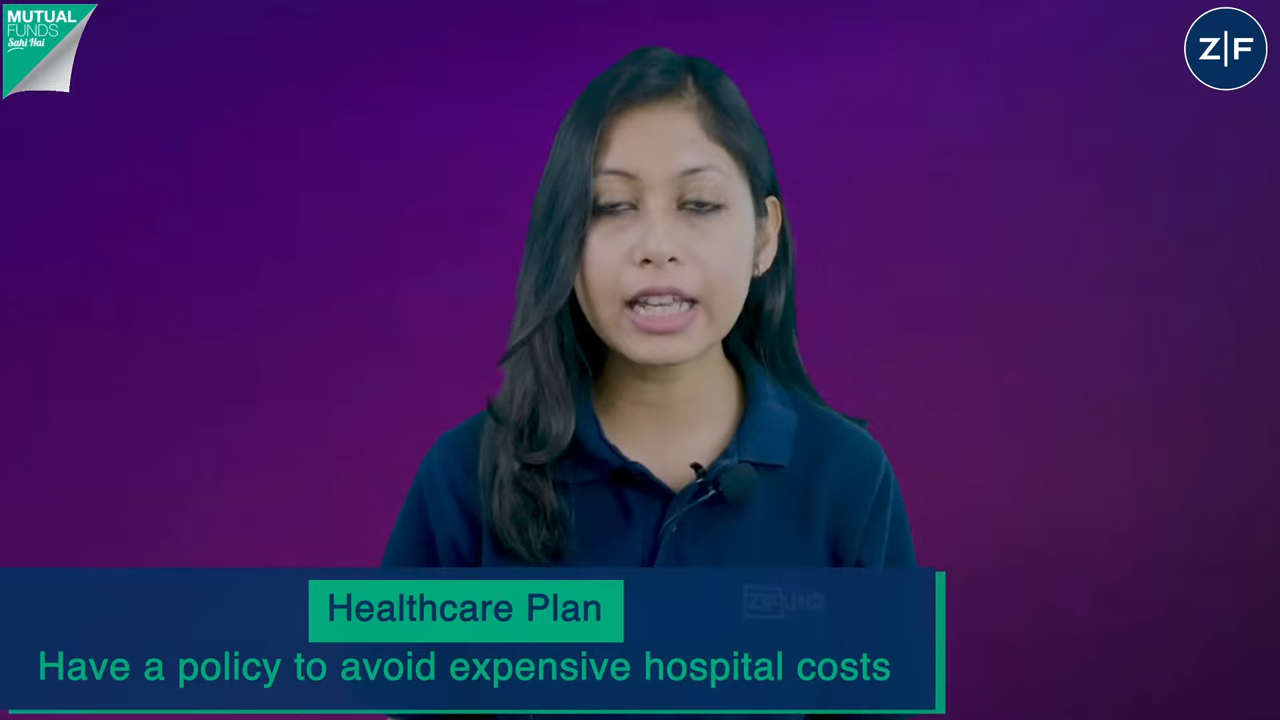 MUTUAL
FUNDS
Sahi Hai
Z|F
Healthcare Plan
Have a policy to avoid expensive hospital costs